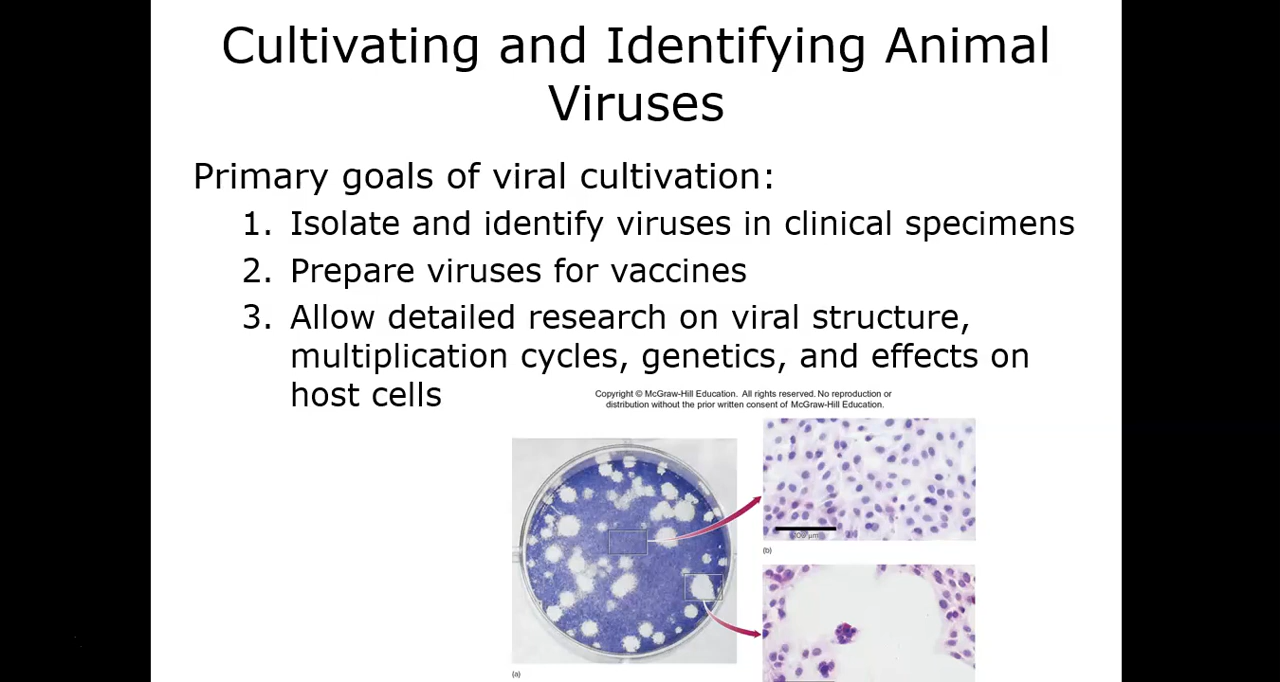 Cultivating and Identifying Animal
Viruses
Primary goals of viral cultivation:
1. Isolate and identify viruses in clinical specimens
2. Prepare viruses for vaccines
3. Allow detailed research on viral structure,
multiplication cycles, genetics, and effects on
host cells
Copyright © McGraw-Hill Education. All rights reserved. No reproduction or
distribution without the prior written consent of McGraw-Hill Education.
(b)
(a)